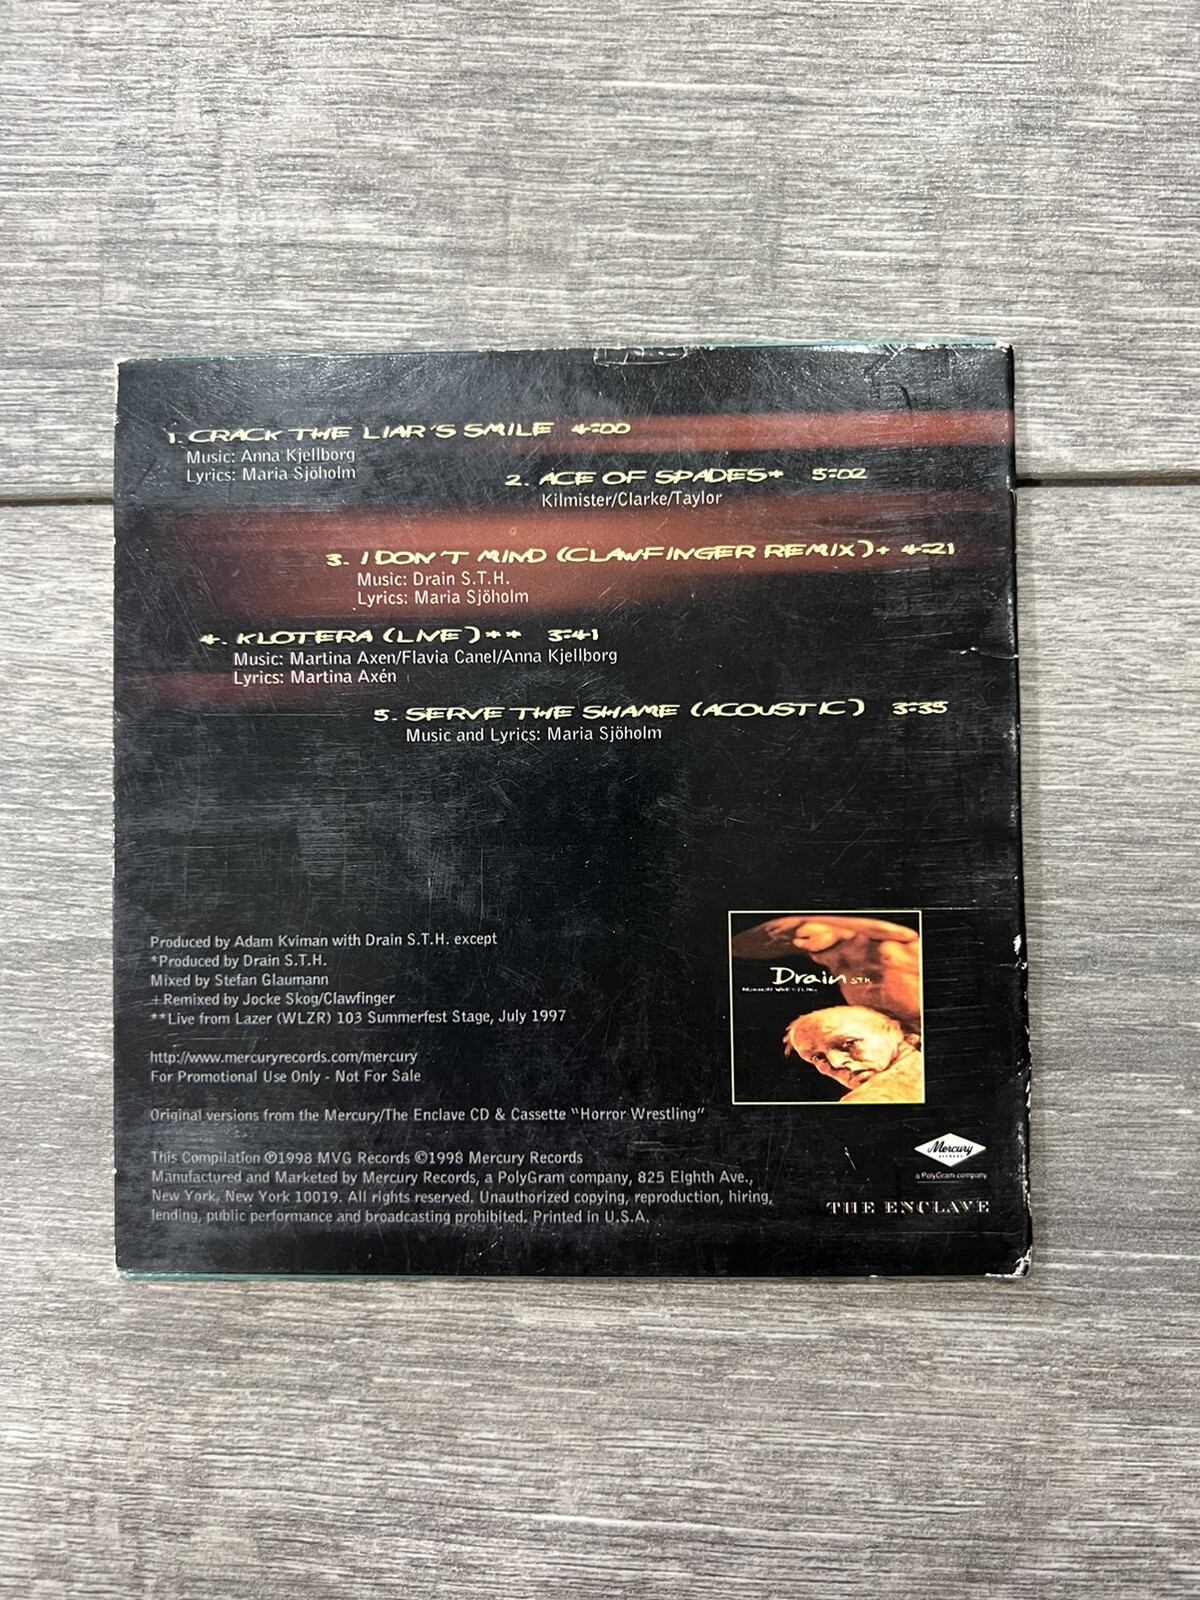 1. CRACK THE LIAR'S SMILE 4:00
Music: Anna Kjellborg
Lyrics: Maria Sjöholm
2. ACE OF SPADES* 5:02
Kilmister/Clarke/Taylor
3. I DON'T MIND (CLAWFINGER REMIX)+ 4:21
Music: Drain S.T.H.
Lyrics: Maria Sjöholm
4. KLOTERA (LIVE)** 3:41
Music: Martina Axen/Flavia Canel/Anna Kjellborg
Lyrics: Martina Axén
5. SERVE THE SHAME (ACOUSTIC) 3:35
Music and Lyrics: Maria Sjöholm
Produced by Adam Kviman with Drain S.T.H. except
*Produced by Drain S.T.H.
Mixed by Stefan Glaumann
+Remixed by Jocke Skog/Clawfinger
**Live from Lazer (WLZR) 103 Summerfest Stage, July 1997
http://www.mercuryrecords.com/mercury
For Promotional Use Only - Not For Sale
Original versions from the Mercury/The Enclave CD & Cassette "Horror Wrestling"
This Compilation ℗1998 MVG Records ©1998 Mercury Records
Manufactured and Marketed by Mercury Records, a PolyGram company, 825 Eighth Ave.,
New York, New York 10019. All rights reserved. Unauthorized copying, reproduction, hiring,
lending, public performance and broadcasting prohibited. Printed in U.S.A.
Drain STH
HORROR WRESTLING
Mercury
RECORDS
a PolyGram company
THE ENCLAVE